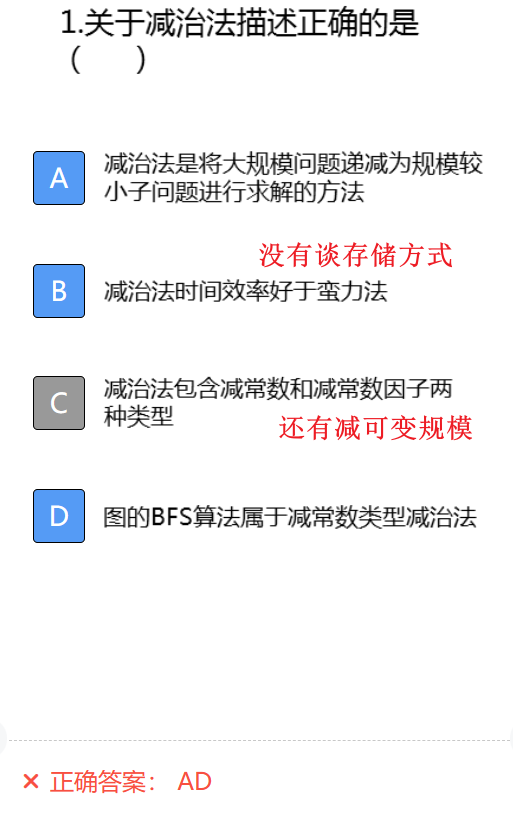 1.关于减治法描述正确的是
（　　）
A
减治法是将大规模问题递减为规模较
小子问题进行求解的方法
没有谈存储方式
B
减治法时间效率好于蛮力法
C
减治法包含减常数和减常数因子两
种类型
还有减可变规模
D
图的BFS算法属于减常数类型减治法
× 正确答案： AD